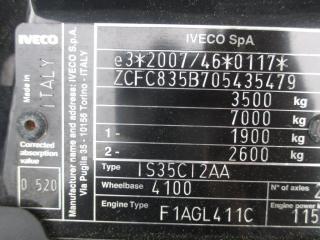 IVECO
IVECO SpA
Made in
ITALY
Manufacturer name and address: IVECO S.p.A.
Via Puglia 35 - 10156 Torino - ITALY
e3*2007/46*0117*
ZCFC835B705435479
3500 kg
7000 kg
1- 1900 kg
2- 2600 kg
Corrected
absorption
value
0 520
Type IS35CI2AA
Wheelbase 4100 N° of axles 2
Engine Type F1AGL411C Engine power k
115